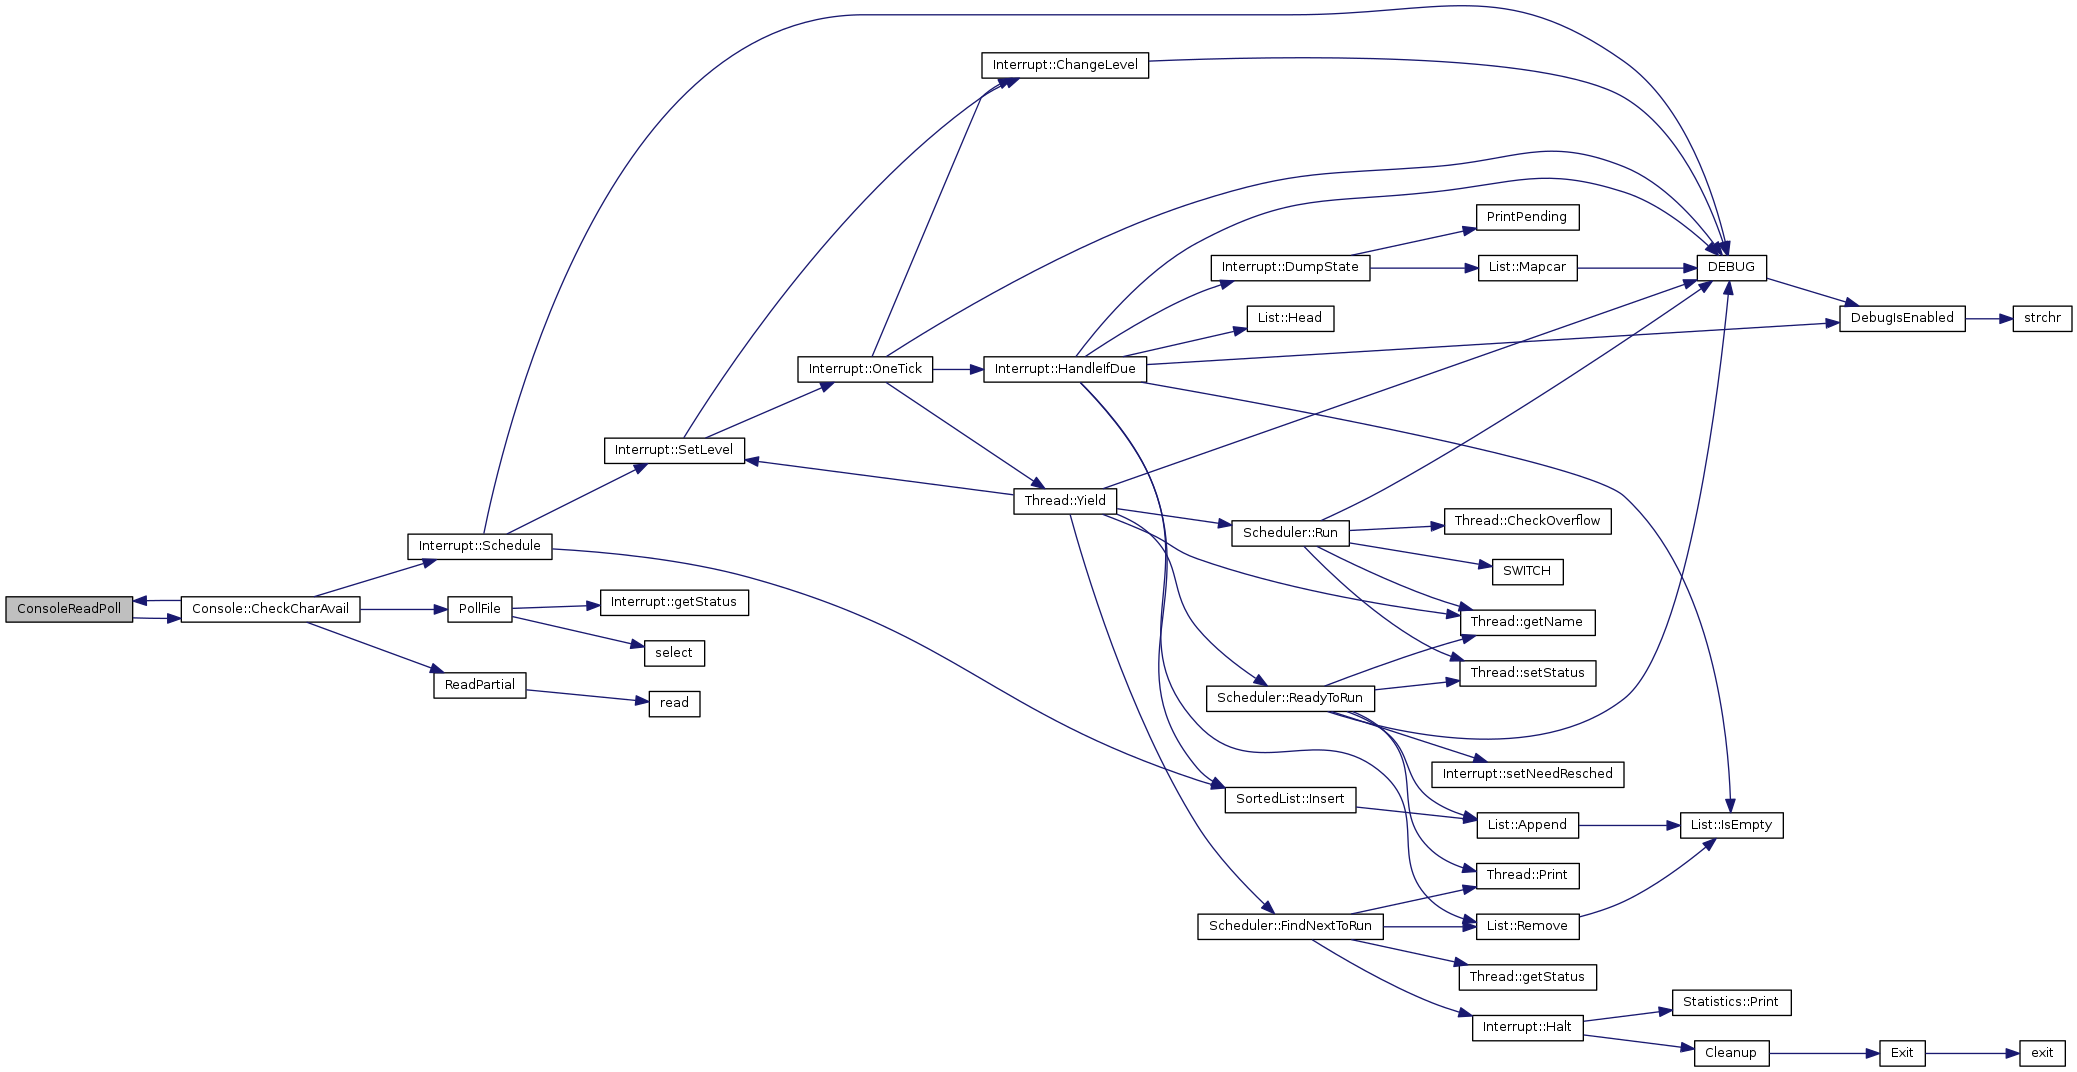 ConsoleReadPoll
Console::CheckCharAvail
Interrupt::Schedule
PollFile
ReadPartial
Interrupt::SetLevel
Interrupt::getStatus
select
read
Interrupt::OneTick
Interrupt::ChangeLevel
Interrupt::HandleIfDue
Thread::Yield
Interrupt::DumpState
List::Head
Scheduler::Run
Scheduler::ReadyToRun
SortedList::Insert
Scheduler::FindNextToRun
PrintPending
List::Mapcar
Thread::CheckOverflow
SWITCH
Thread::getName
Thread::setStatus
Interrupt::setNeedResched
List::Append
Thread::Print
List::Remove
Thread::getStatus
Interrupt::Halt
DEBUG
List::IsEmpty
Statistics::Print
Cleanup
DebugIsEnabled
Exit
strchr
exit